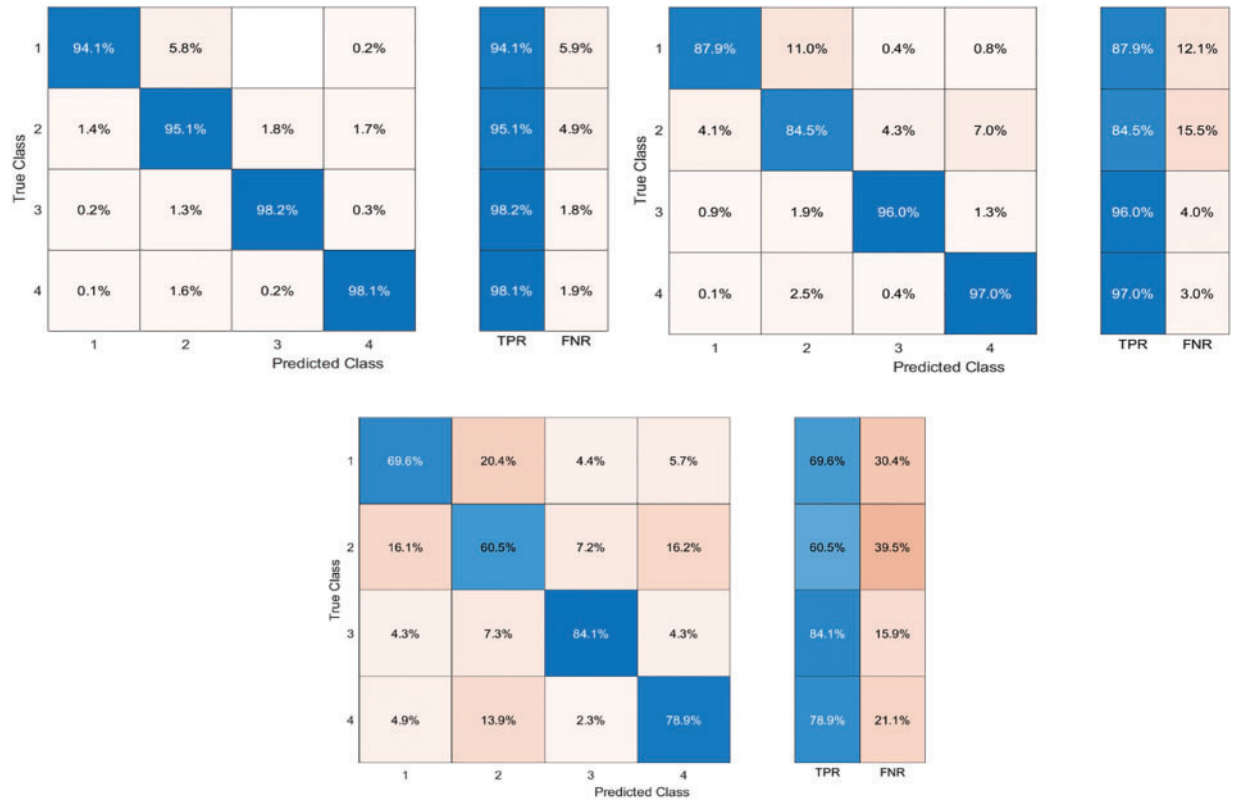 1 94.1% 5.8% 0.2% 94.1% 5.9%
2 1.4% 95.1% 1.8% 1.7% 95.1% 4.9%
3 0.2% 1.3% 98.2% 0.3% 98.2% 1.8%
4 0.1% 1.6% 0.2% 98.1% 98.1% 1.9%
True Class
1 2 3 4 TPR FNR
Predicted Class
1 87.9% 11.0% 0.4% 0.8% 87.9% 12.1%
2 4.1% 84.5% 4.3% 7.0% 84.5% 15.5%
3 0.9% 1.9% 96.0% 1.3% 96.0% 4.0%
4 0.1% 2.5% 0.4% 97.0% 97.0% 3.0%
True Class
1 2 3 4 TPR FNR
Predicted Class
1 69.6% 20.4% 4.4% 5.7% 69.6% 30.4%
2 16.1% 60.5% 7.2% 16.2% 60.5% 39.5%
3 4.3% 7.3% 84.1% 4.3% 84.1% 15.9%
4 4.9% 13.9% 2.3% 78.9% 78.9% 21.1%
True Class
1 2 3 4 TPR FNR
Predicted Class